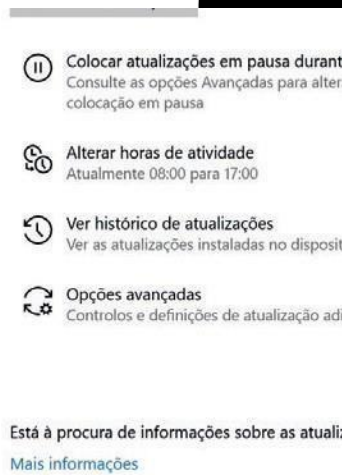 Colocar atualizações em pausa durant
Consulte as opções Avançadas para alter
colocação em pausa
Alterar horas de atividade
Atualmente 08:00 para 17:00
Ver histórico de atualizações
Ver as atualizações instaladas no disposit
Opções avançadas
Controlos e definições de atualização adi
Está à procura de informações sobre as atualiz
Mais informações